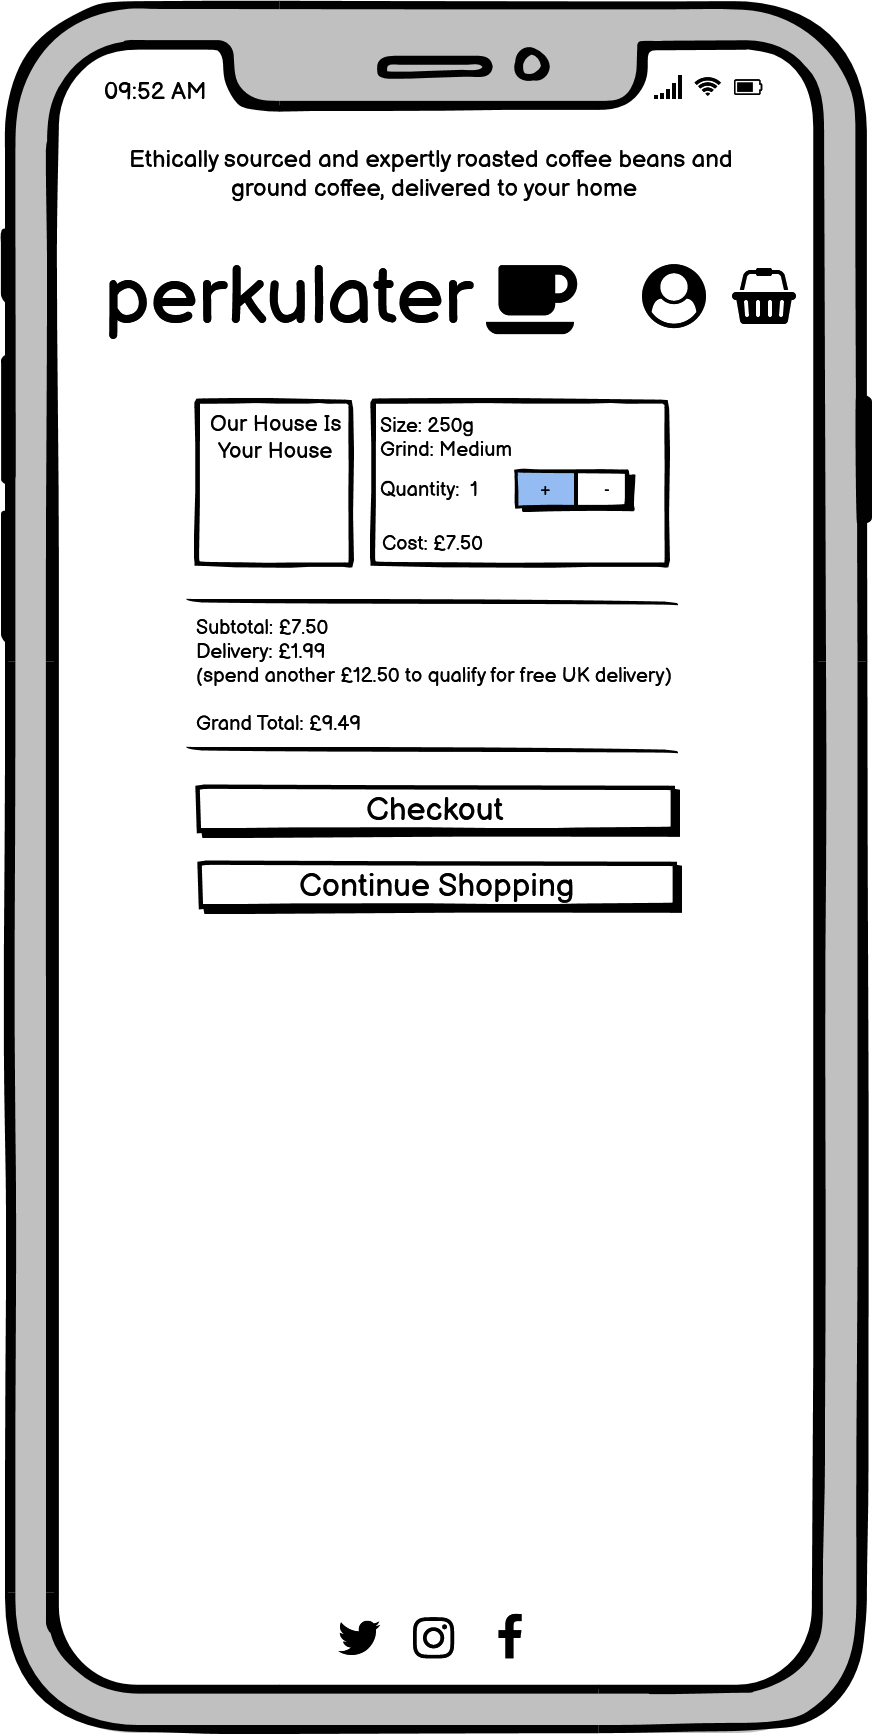 09:52 AM
Ethically sourced and expertly roasted coffee beans and
ground coffee, delivered to your home
perkulater
Our House Is
Your House
Size: 250g
Grind: Medium
Quantity: 1
+ -
Cost: £7.50
Subtotal: £7.50
Delivery: £1.99
(spend another £12.50 to qualify for free UK delivery)
Grand Total: £9.49
Checkout
Continue Shopping